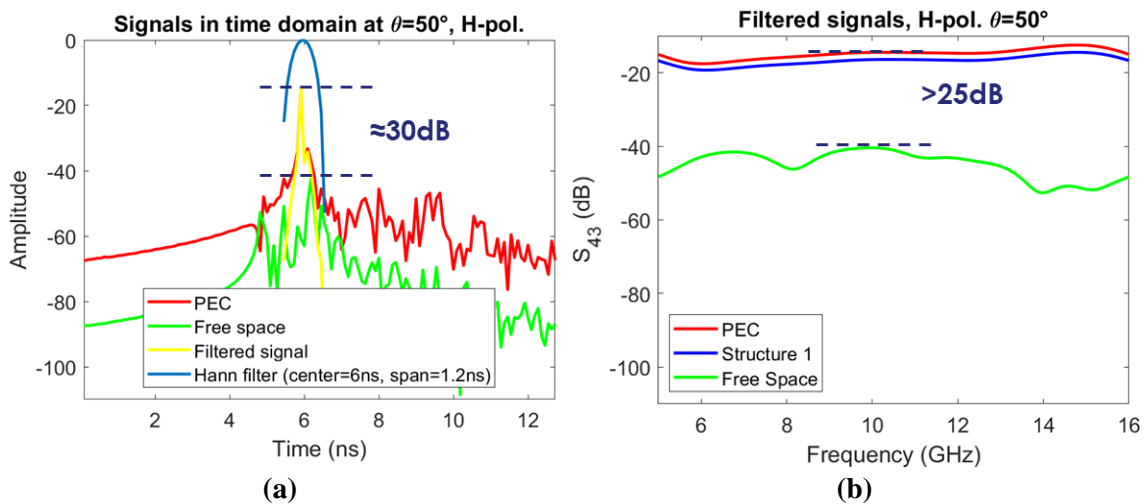 Signals in time domain at θ=50°, H-pol.
0
-20
-40
-60
-80
-100
Amplitude
≈30dB
PEC
Free space
Filtered signal
Hann filter (center=6ns, span=1.2ns)
2
4
6
8
10
12
Time (ns)
(a)
Filtered signals, H-pol. θ=50°
-20
-40
-60
-80
-100
S43 (dB)
>25dB
PEC
Structure 1
Free Space
6
8
10
12
14
16
Frequency (GHz)
(b)